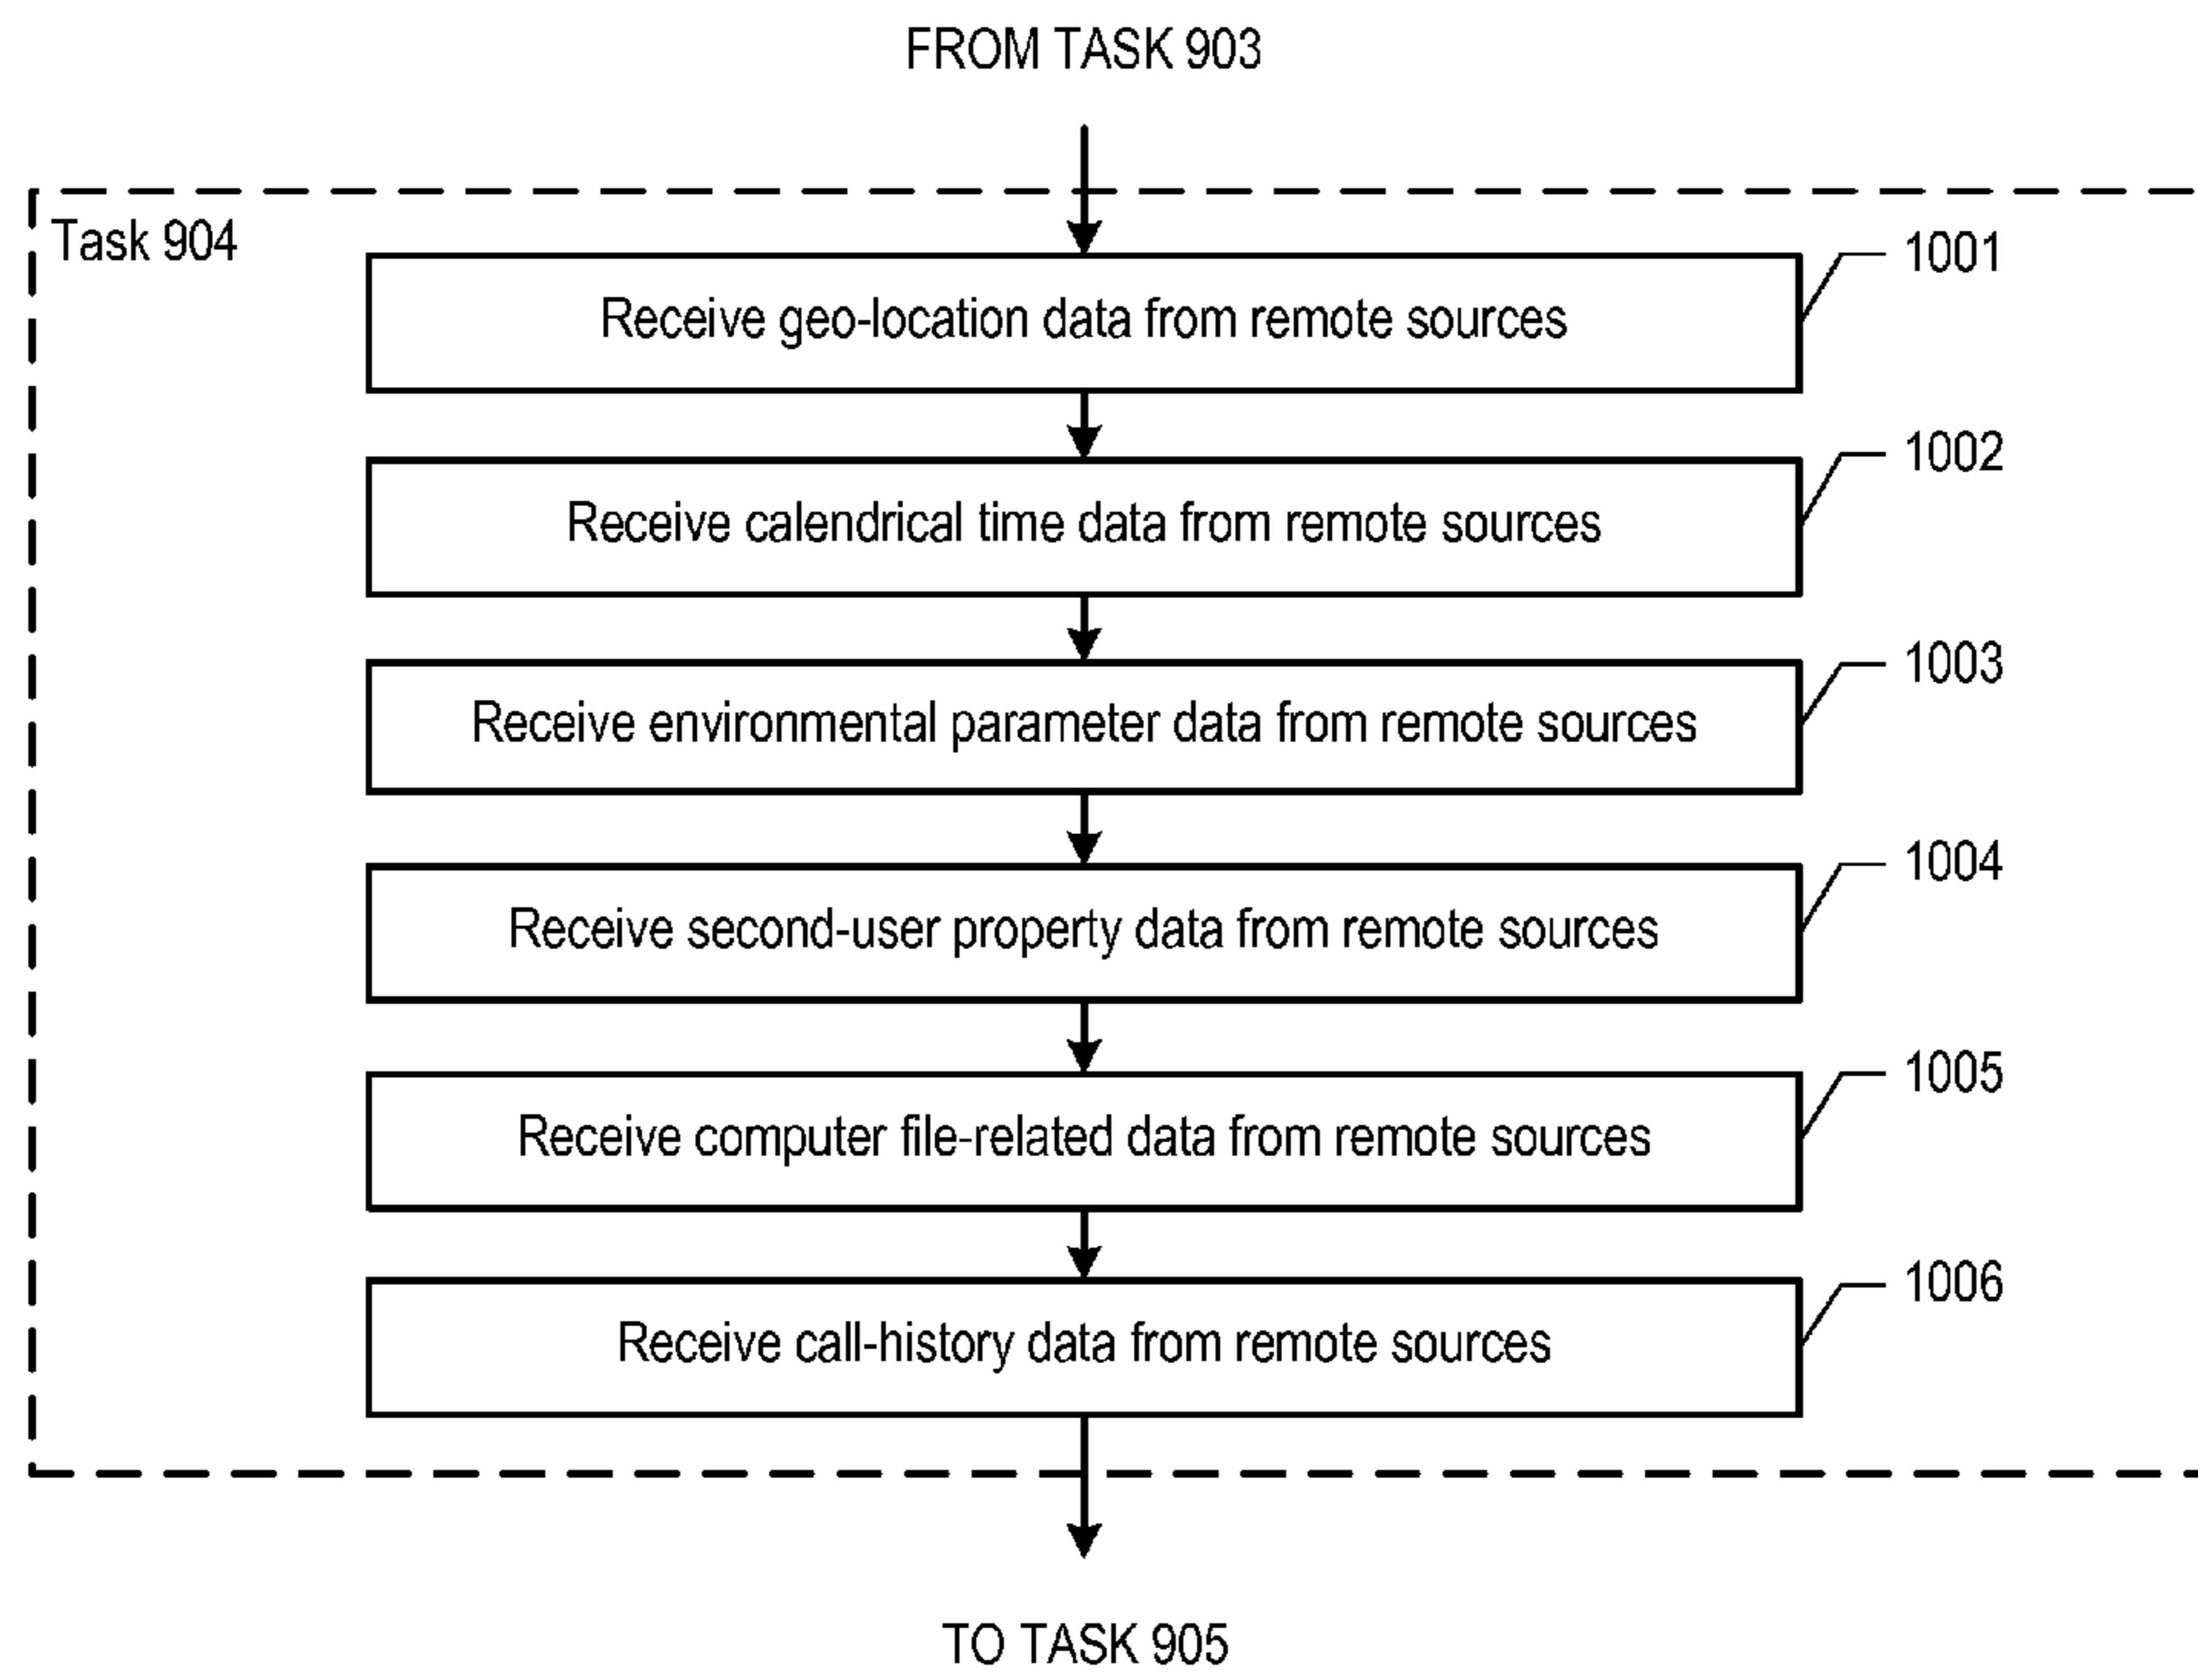 FROM TASK 903
Task 904
1001
Receive geo-location data from remote sources
1002
Receive calendrical time data from remote sources
1003
Receive environmental parameter data from remote sources
1004
Receive second-user property data from remote sources
1005
Receive computer file-related data from remote sources
1006
Receive call-history data from remote sources
TO TASK 905